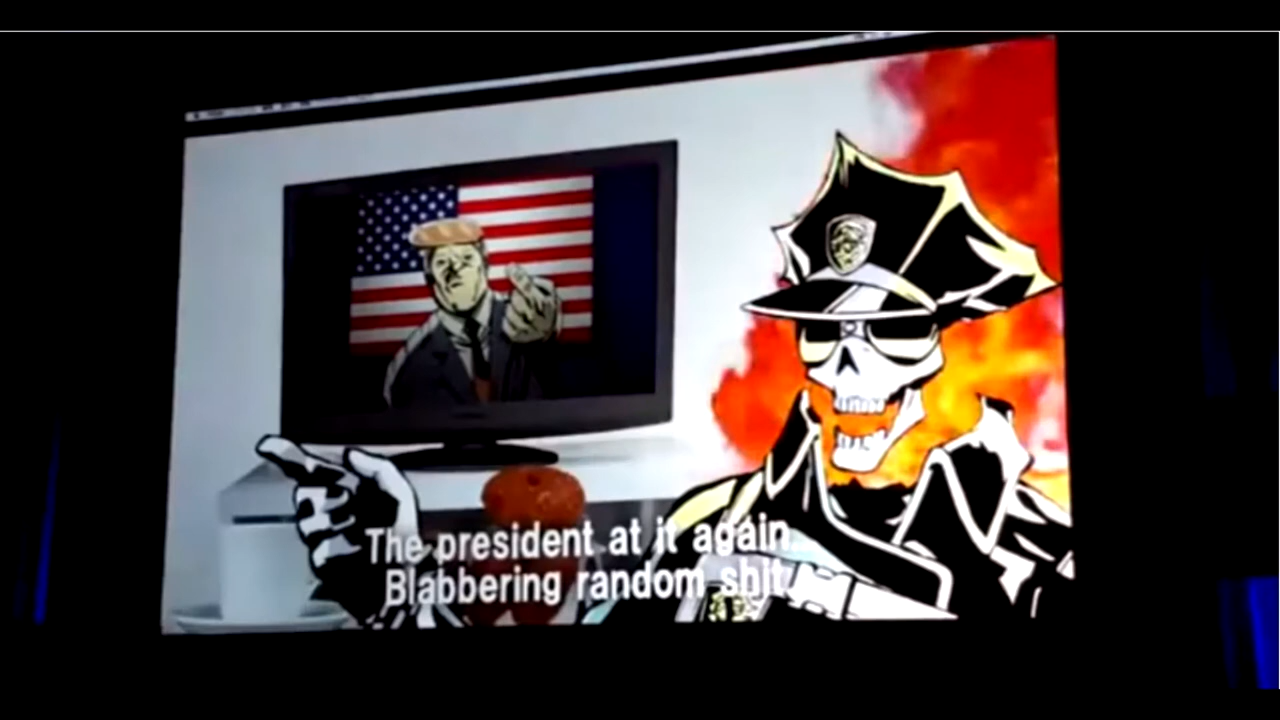 The president at it again..
Blabbering random shit.